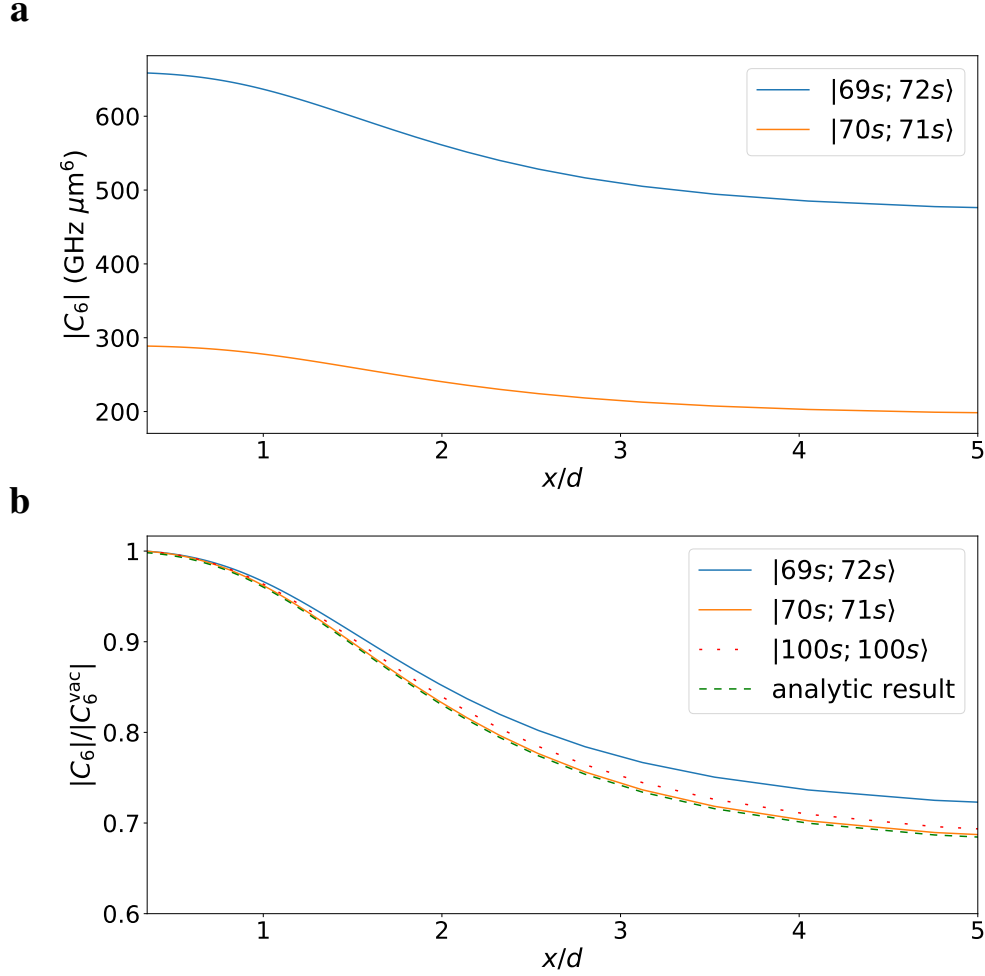 a
|C₆| (GHz μm⁶)
600
500
400
300
200
|69s; 72s⟩
|70s; 71s⟩
1 2 3 4 5
x/d
b
|C₆|/|C₆ᵛᵃᶜ|
1
0.9
0.8
0.7
0.6
|69s; 72s⟩
|70s; 71s⟩
|100s; 100s⟩
analytic result
1 2 3 4 5
x/d